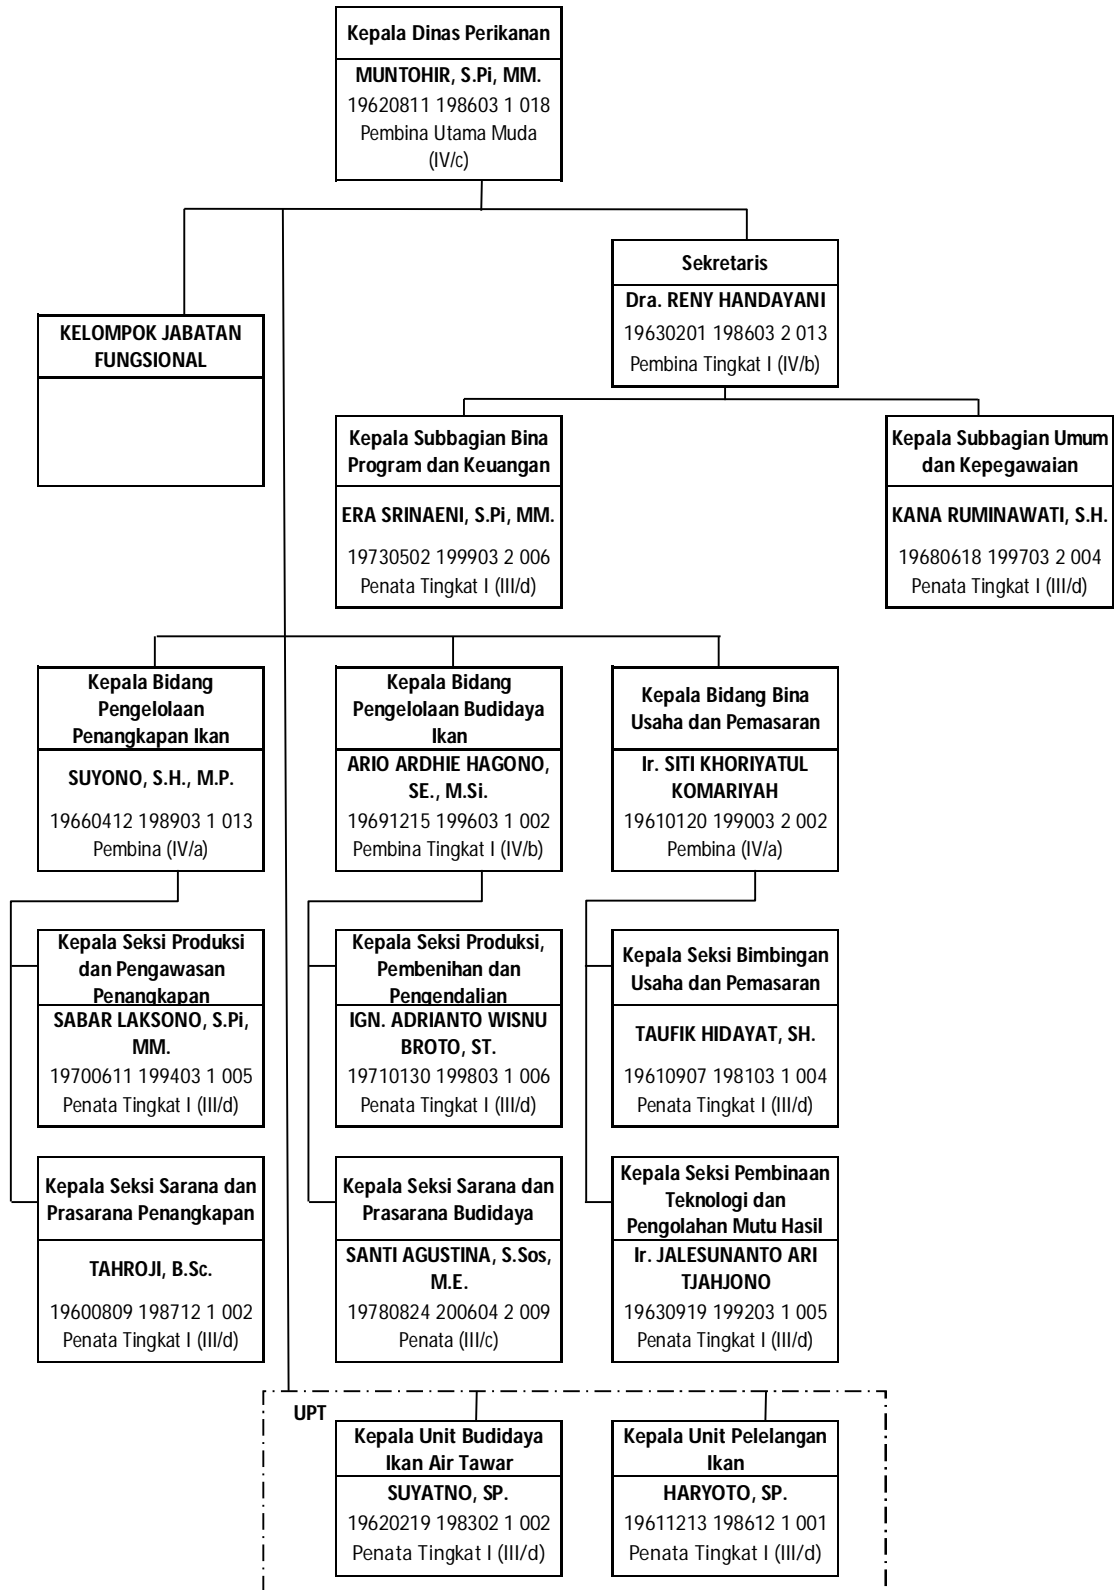 Kepala Dinas Perikanan
MUNTOHIR, S.Pi, MM.
19620811 198603 1 018
Pembina Utama Muda
(IV/c)
Sekretaris
Dra. RENY HANDAYANI
19630201 198603 2 013
Pembina Tingkat I (IV/b)
KELOMPOK JABATAN
FUNGSIONAL
Kepala Subbagian Bina
Program dan Keuangan
ERA SRINAENI, S.Pi, MM.
19730502 199903 2 006
Penata Tingkat I (III/d)
Kepala Subbagian Umum
dan Kepegawaian
KANA RUMINAWATI, S.H.
19680618 199703 2 004
Penata Tingkat I (III/d)
Kepala Bidang
Pengelolaan
Penangkapan Ikan
SUYONO, S.H., M.P.
19660412 198903 1 013
Pembina (IV/a)
Kepala Bidang
Pengelolaan Budidaya
Ikan
ARIO ARDHIE HAGONO,
SE., M.Si.
19691215 199603 1 002
Pembina Tingkat I (IV/b)
Kepala Bidang Bina
Usaha dan Pemasaran
Ir. SITI KHORIYATUL
KOMARIYAH
19610120 199003 2 002
Pembina (IV/a)
Kepala Seksi Produksi
dan Pengawasan
Penangkapan
SABAR LAKSONO, S.Pi,
MM.
19700611 199403 1 005
Penata Tingkat I (III/d)
Kepala Seksi Produksi,
Pembenihan dan
Pengendalian
IGN. ADRIANTO WISNU
BROTO, ST.
19710130 199803 1 006
Penata Tingkat I (III/d)
Kepala Seksi Bimbingan
Usaha dan Pemasaran
TAUFIK HIDAYAT, SH.
19610907 198103 1 004
Penata Tingkat I (III/d)
Kepala Seksi Sarana dan
Prasarana Penangkapan
TAHROJI, B.Sc.
19600809 198712 1 002
Penata Tingkat I (III/d)
Kepala Seksi Sarana dan
Prasarana Budidaya
SANTI AGUSTINA, S.Sos,
M.E.
19780824 200604 2 009
Penata (III/c)
Kepala Seksi Pembinaan
Teknologi dan
Pengolahan Mutu Hasil
Ir. JALESUNANTO ARI
TJAHJONO
19630919 199203 1 005
Penata Tingkat I (III/d)
UPT
Kepala Unit Budidaya
Ikan Air Tawar
SUYATNO, SP.
19620219 198302 1 002
Penata Tingkat I (III/d)
Kepala Unit Pelelangan
Ikan
HARYOTO, SP.
19611213 198612 1 001
Penata Tingkat I (III/d)